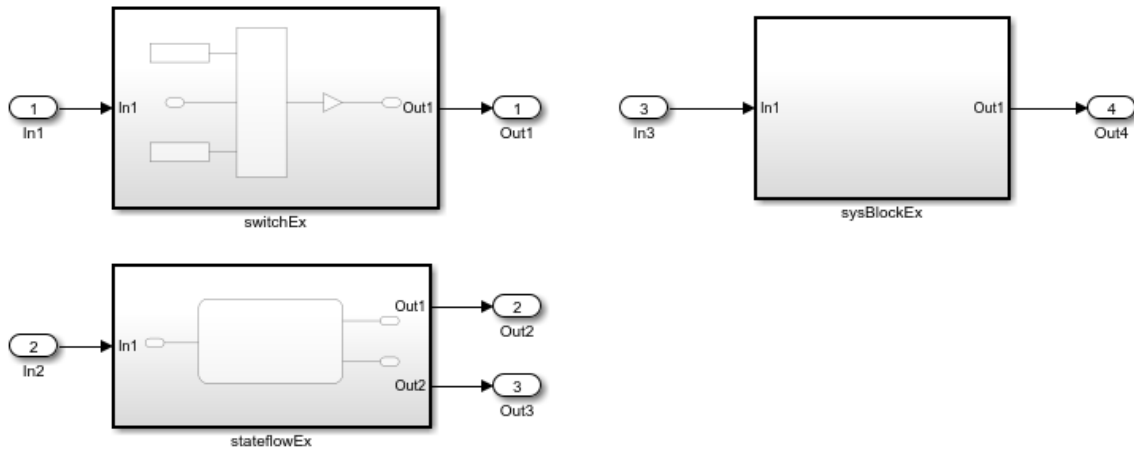 1
In1
In1
Out1
1
Out1
switchEx
3
In3
In1
Out1
4
Out4
sysBlockEx
2
In2
In1
Out1
2
Out2
Out2
3
Out3
stateflowEx